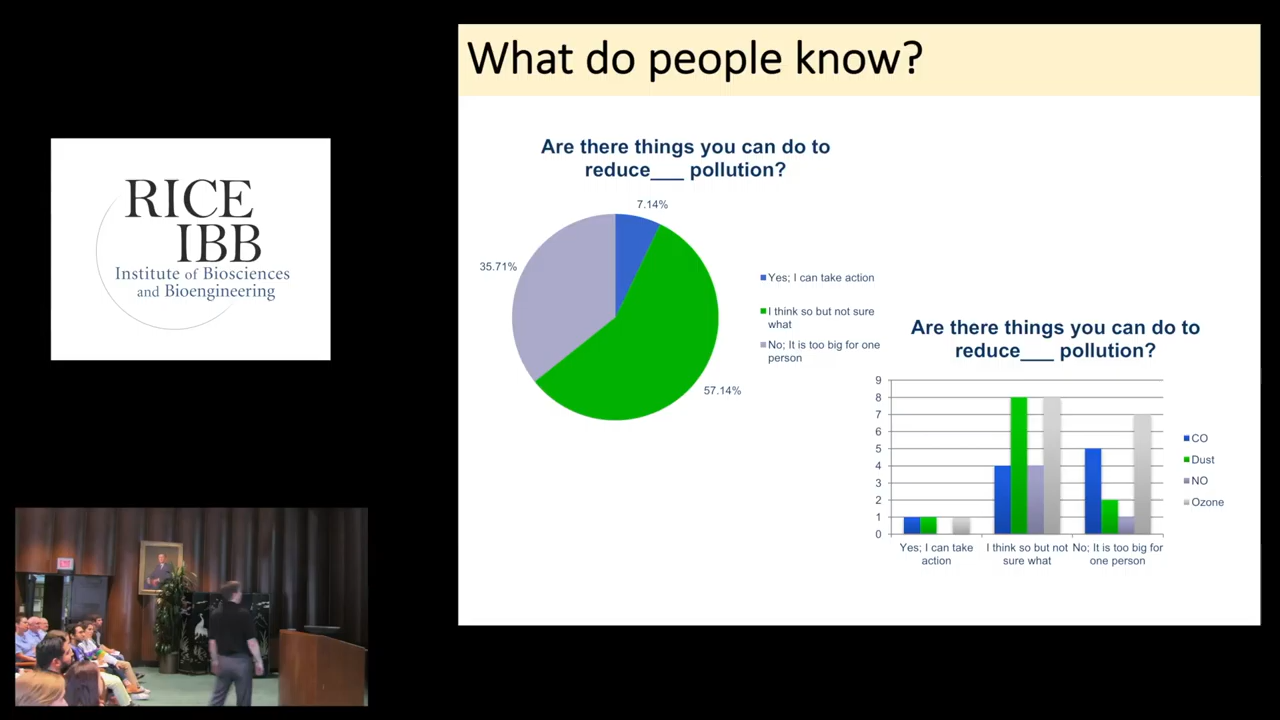 What do people know?
RICE
IBB
Institute of Biosciences
and Bioengineering
Are there things you can do to
reduce___ pollution?
7.14%
35.71%
57.14%
Yes; I can take action
I think so but not sure
what
No; It is too big for one
person
Are there things you can do to
reduce___ pollution?
9
8
7
6
5
4
3
2
1
0
Yes; I can take
action
I think so but not
sure what
No; It is too big for
one person
CO
Dust
NO
Ozone